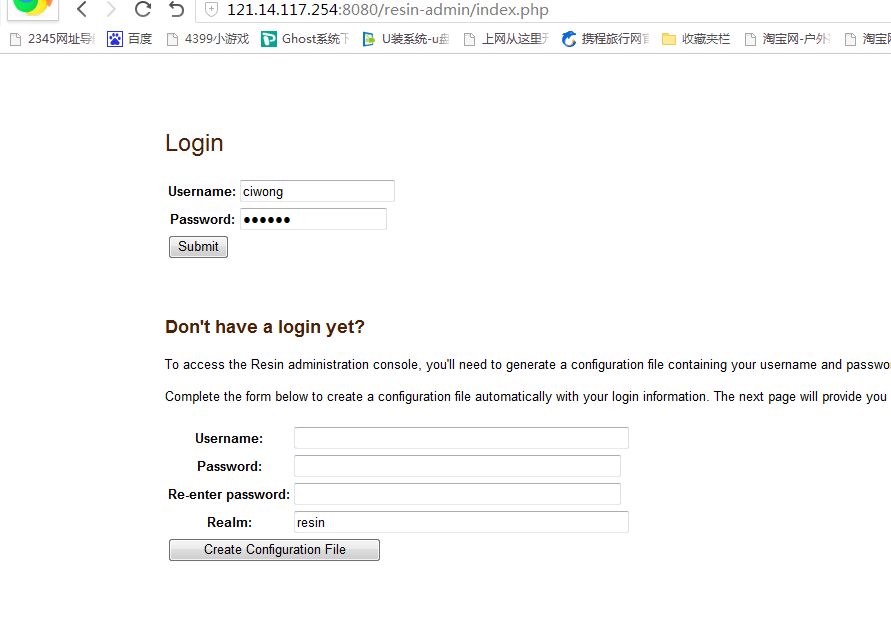 121.14.117.254:8080/resin-admin/index.php
2345网址导 百度 4399小游戏 Ghost系统下 U装系统-u盘 上网从这里开 携程旅行网官 收藏夹栏 淘宝网-户外 淘宝网
Login
Username: ciwong
Password: ●●●●●●
Submit
Don't have a login yet?
To access the Resin administration console, you'll need to generate a configuration file containing your username and passwo
Complete the form below to create a configuration file automatically with your login information. The next page will provide you
Username:
Password:
Re-enter password:
Realm: resin
Create Configuration File